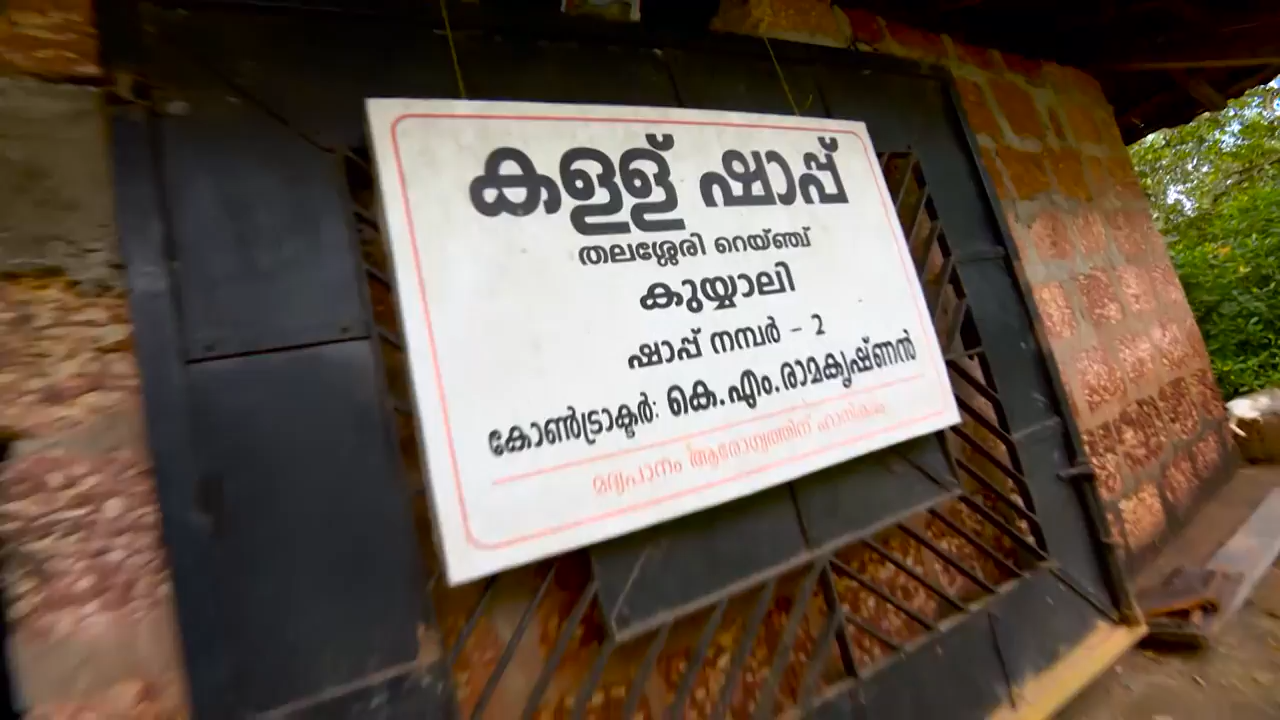 കള്ള് ഷാപ്പ്
തലശ്ശേരി റെയ്ഞ്ച്
കുയ്യാലി
ഷാപ്പ് നമ്പർ - 2
കോൺട്രാക്ടർ: കെ.എം.രാമകൃഷ്ണൻ
മദ്യപാനം ആരോഗ്യത്തിന് ഹാനികരം